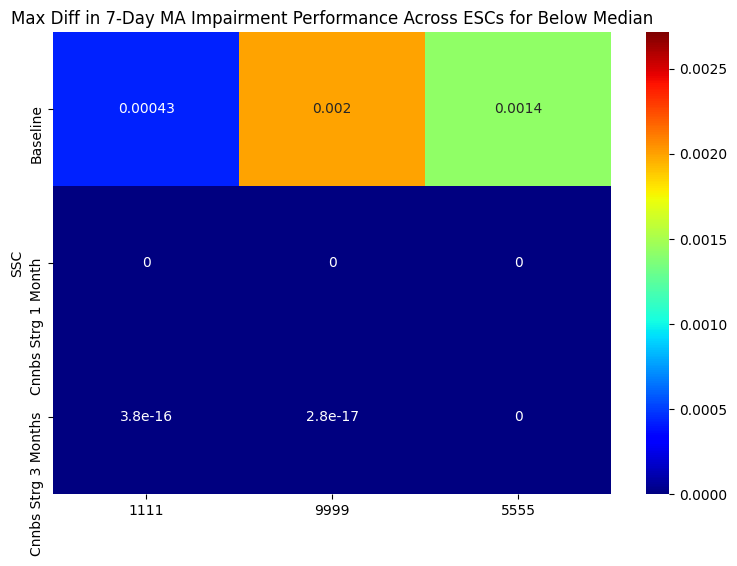 Max Diff in 7-Day MA Impairment Performance Across ESCs for Below Median
SSC
Baseline
0.00043 0.002 0.0014
Cnnbs Strg 1 Month
0 0 0
Cnnbs Strg 3 Months
3.8e-16 2.8e-17 0
1111 9999 5555
0.0025
0.0020
0.0015
0.0010
0.0005
0.0000